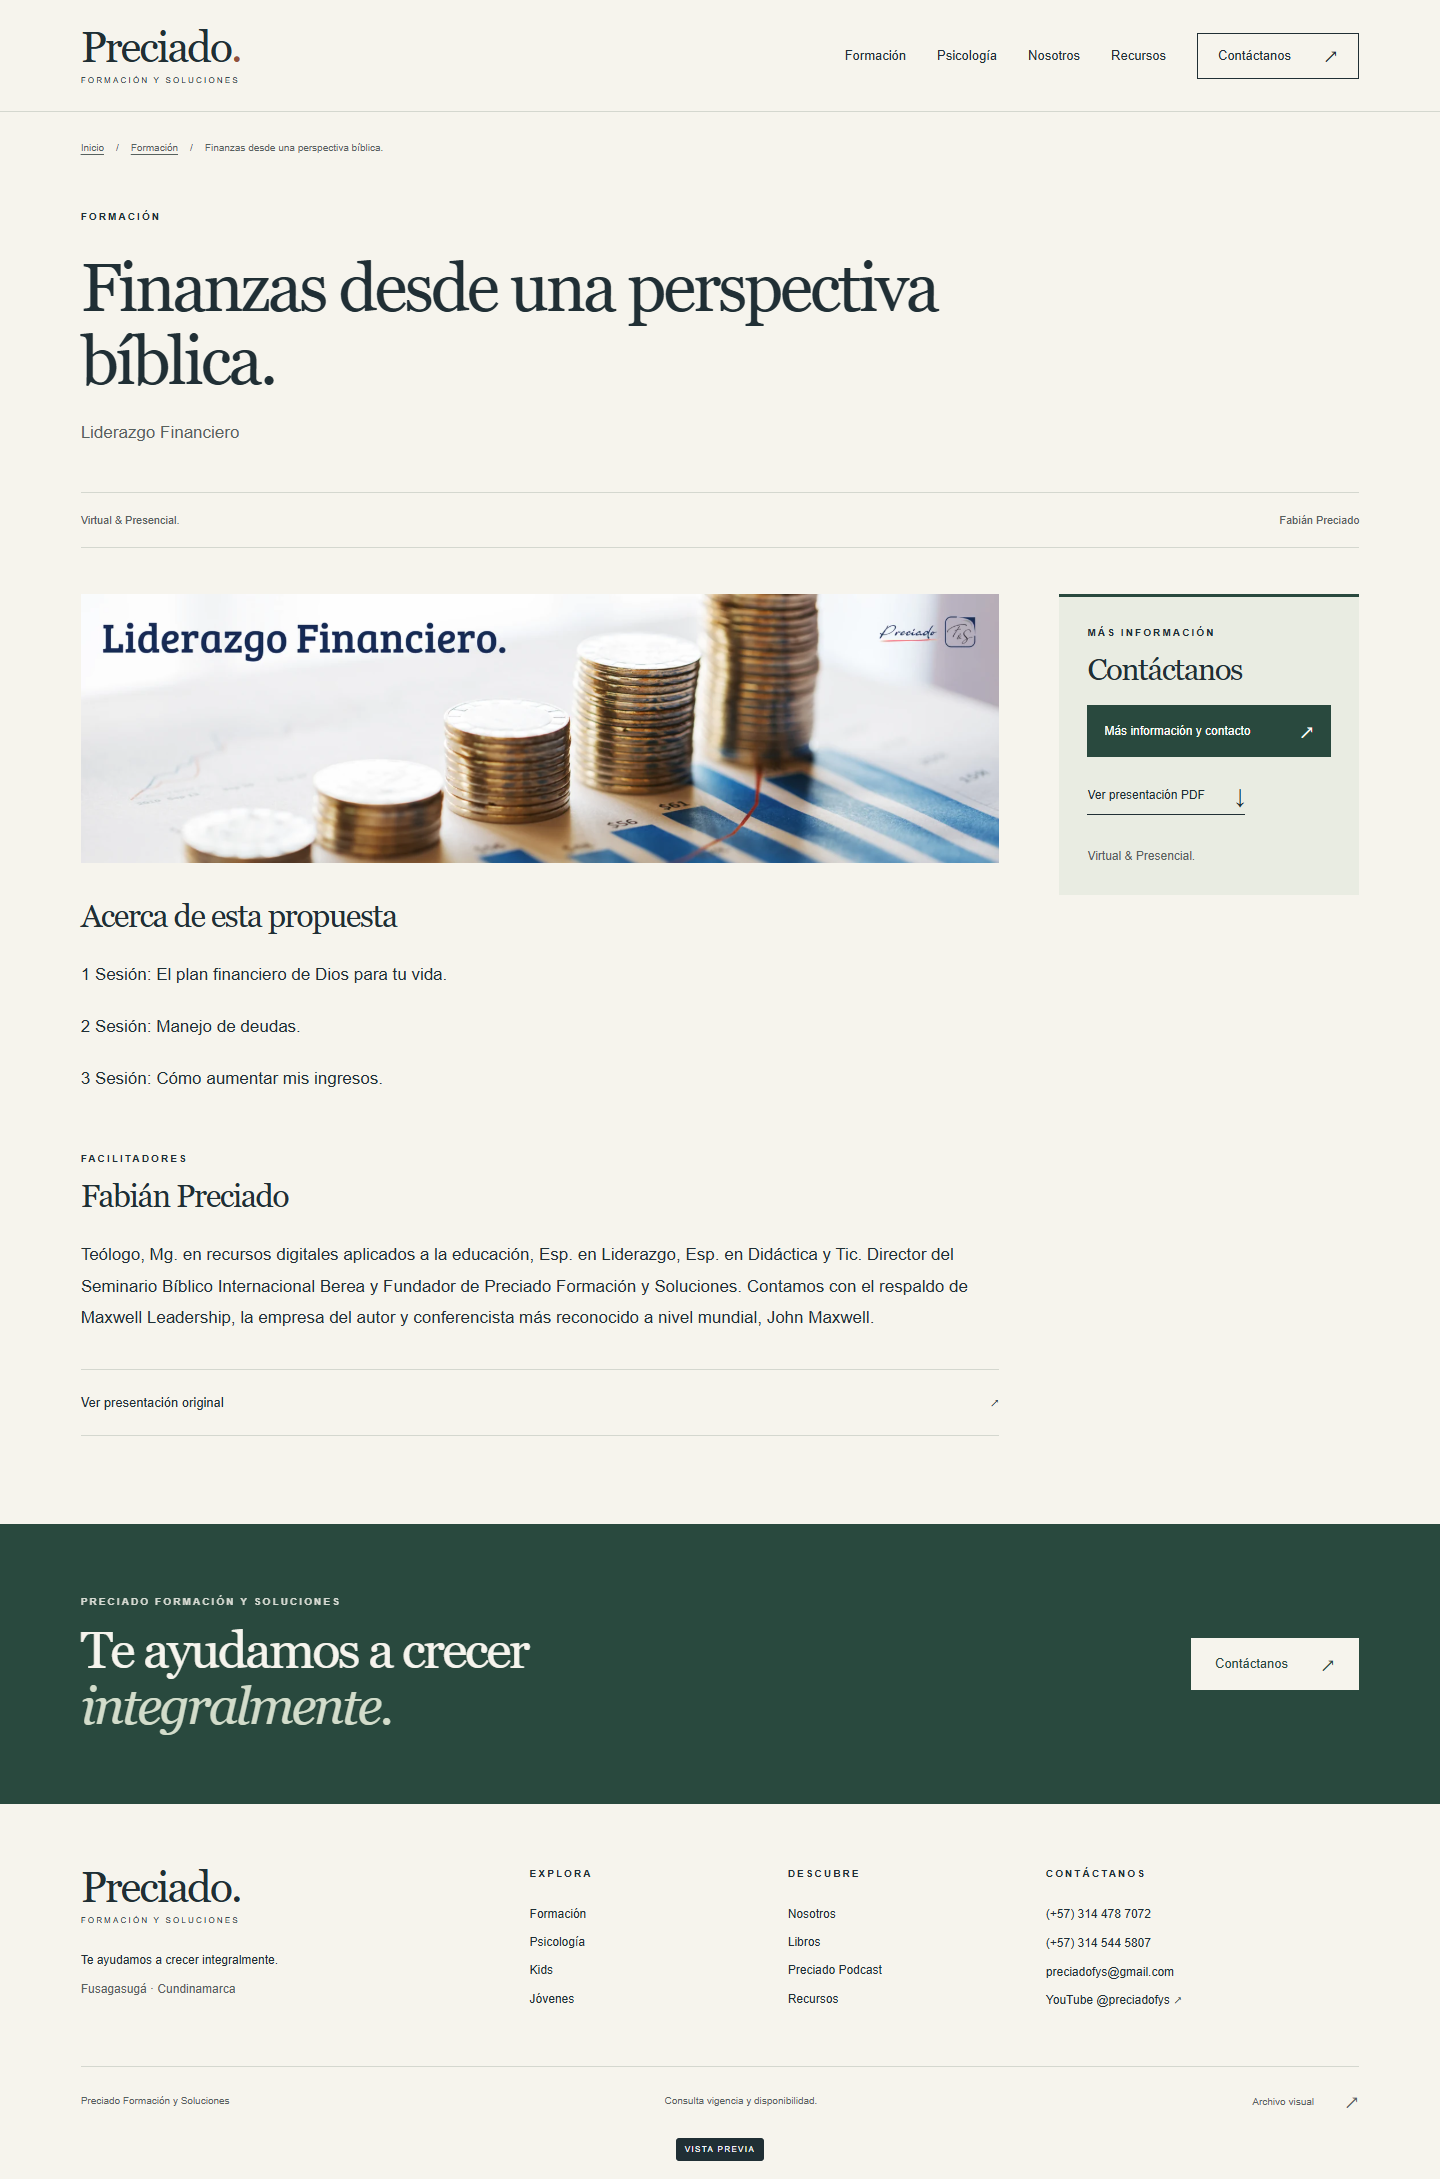 Preciado.
FORMACIÓN Y SOLUCIONES
Formación
Psicología
Nosotros
Recursos
Contáctanos ↗
Inicio / Formación / Finanzas desde una perspectiva bíblica.
FORMACIÓN
Finanzas desde una perspectiva
bíblica.
Liderazgo Financiero
Virtual & Presencial.
Fabián Preciado
Liderazgo Financiero.
Preciado
F&S
556
562
Acerca de esta propuesta
1 Sesión: El plan financiero de Dios para tu vida.
2 Sesión: Manejo de deudas.
3 Sesión: Cómo aumentar mis ingresos.
FACILITADORES
Fabián Preciado
Teólogo, Mg. en recursos digitales aplicados a la educación, Esp. en Liderazgo, Esp. en Didáctica y Tic. Director del
Seminario Bíblico Internacional Berea y Fundador de Preciado Formación y Soluciones. Contamos con el respaldo de
Maxwell Leadership, la empresa del autor y conferencista más reconocido a nivel mundial, John Maxwell.
Ver presentación original ↗
MÁS INFORMACIÓN
Contáctanos
Más información y contacto ↗
Ver presentación PDF ↓
Virtual & Presencial.
PRECIADO FORMACIÓN Y SOLUCIONES
Te ayudamos a crecer
integralmente.
Contáctanos ↗
Preciado.
FORMACIÓN Y SOLUCIONES
Te ayudamos a crecer integralmente.
Fusagasugá · Cundinamarca
EXPLORA
Formación
Psicología
Kids
Jóvenes
DESCUBRE
Nosotros
Libros
Preciado Podcast
Recursos
CONTÁCTANOS
(+57) 314 478 7072
(+57) 314 544 5807
preciadofys@gmail.com
YouTube @preciadofys ↗
Preciado Formación y Soluciones
Consulta vigencia y disponibilidad.
Archivo visual ↗
VISTA PREVIA